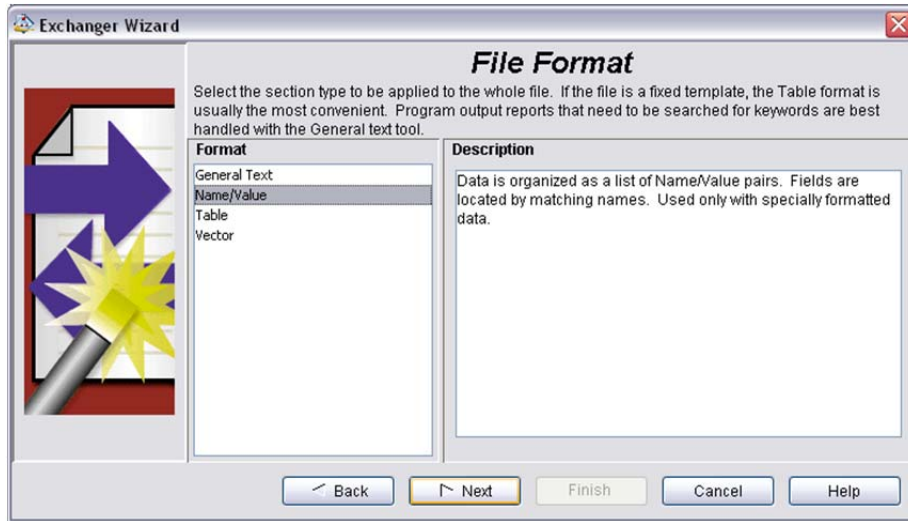 Exchanger Wizard
File Format
Select the section type to be applied to the whole file. If the file is a fixed template, the Table format is
usually the most convenient. Program output reports that need to be searched for keywords are best
handled with the General text tool.
Format
General Text
Name/Value
Table
Vector
Description
Data is organized as a list of Name/Value pairs. Fields are
located by matching names. Used only with specially formatted
data.
Back
Next
Finish
Cancel
Help